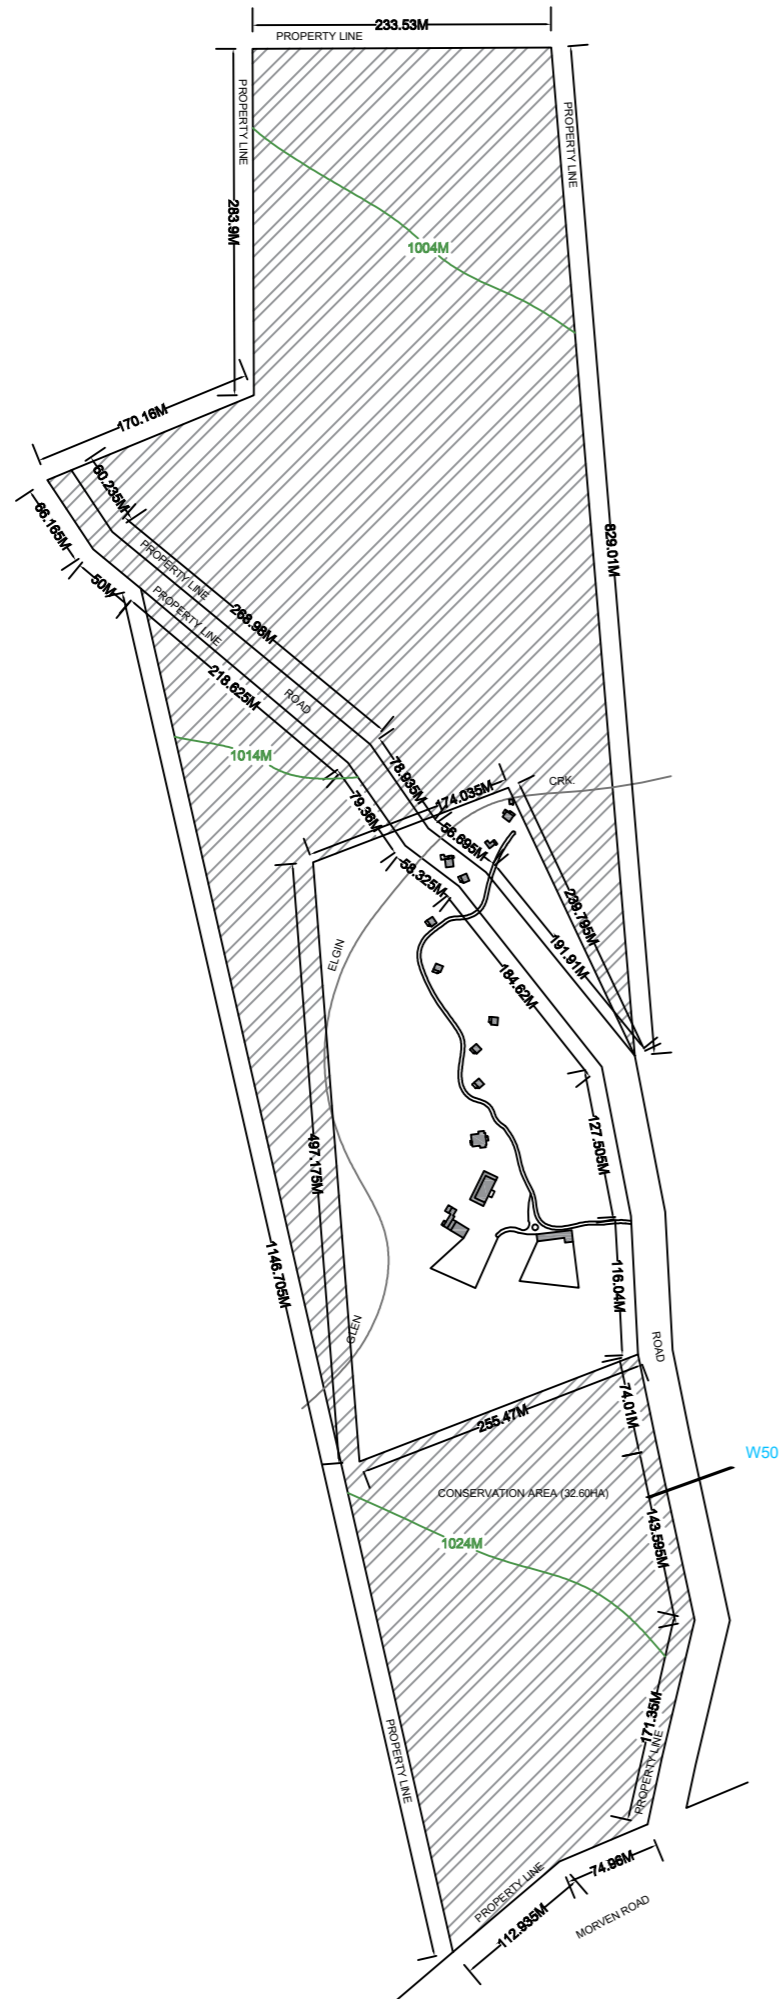 233.53M
PROPERTY LINE
PROPERTY LINE
PROPERTY LINE
283.9M
1004M
170.16M
60.235M
66.165M
829.01M
50M
PROPERTY LINE
PROPERTY LINE
268.98M
218.625M
ROAD
1014M
78.935M
CRK.
79.36M
174.035M
56.695M
58.325M
239.795M
191.91M
ELGIN
184.62M
127.505M
497.175M
1146.705M
116.04M
GLEN
ROAD
74.01M
255.47M
W50
CONSERVATION AREA (32.60HA)
143.595M
1024M
171.35M
PROPERTY LINE
PROPERTY LINE
74.96M
PROPERTY LINE
112.935M
MORVEN ROAD